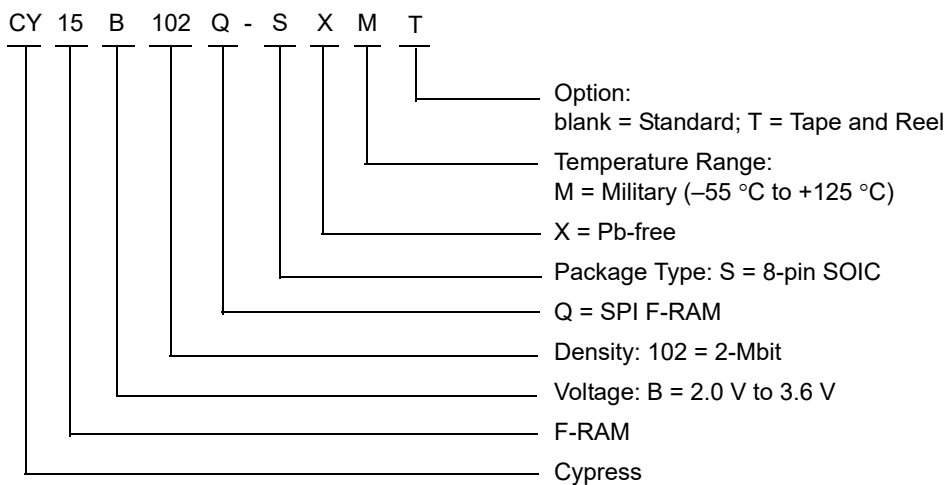 CY 15 B 102 Q - S X M T
Option:
blank = Standard; T = Tape and Reel
Temperature Range:
M = Military (–55 °C to +125 °C)
X = Pb-free
Package Type: S = 8-pin SOIC
Q = SPI F-RAM
Density: 102 = 2-Mbit
Voltage: B = 2.0 V to 3.6 V
F-RAM
Cypress